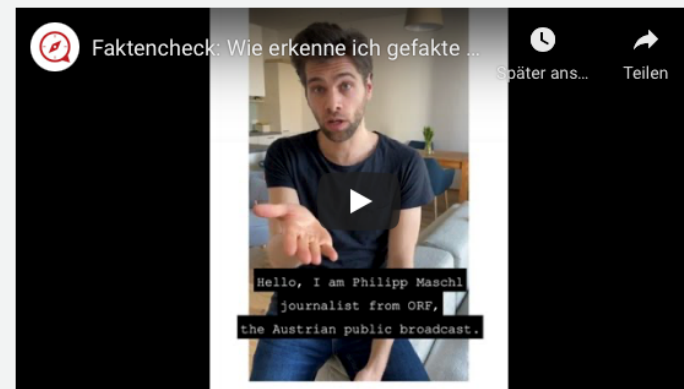 Faktencheck: Wie erkenne ich gefakte ...
Später ans...
Teilen
Hello, I am Philipp Maschl
journalist from ORF,
the Austrian public broadcast.